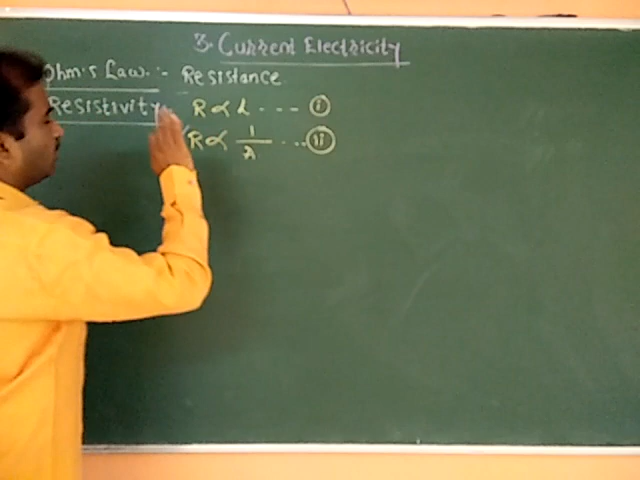 3. Current Electricity
Ohm's Law :- Resistance
Resistivity R ∝ L - - - - (i)
R ∝ 1/A - - - (ii)